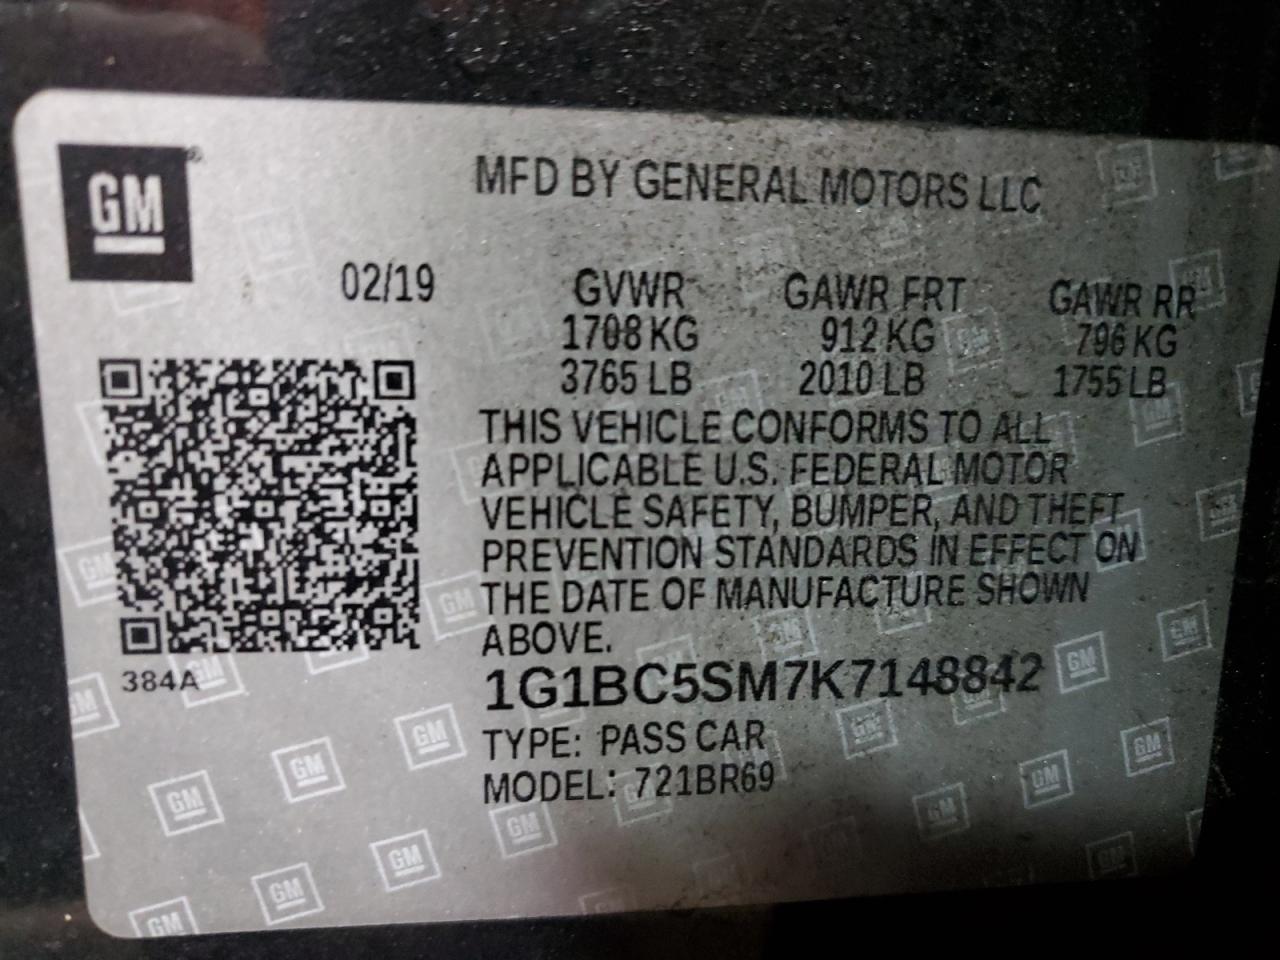 GM
MFD BY GENERAL MOTORS LLC
02/19 GVWR GAWR FRT GAWR RR
1708 KG 912 KG 796 KG
3765 LB 2010 LB 1755 LB
THIS VEHICLE CONFORMS TO ALL
APPLICABLE U.S. FEDERAL MOTOR
VEHICLE SAFETY, BUMPER, AND THEFT
PREVENTION STANDARDS IN EFFECT ON
THE DATE OF MANUFACTURE SHOWN
ABOVE.
384A
1G1BC5SM7K7148842
TYPE: PASS CAR
MODEL: 721BR69